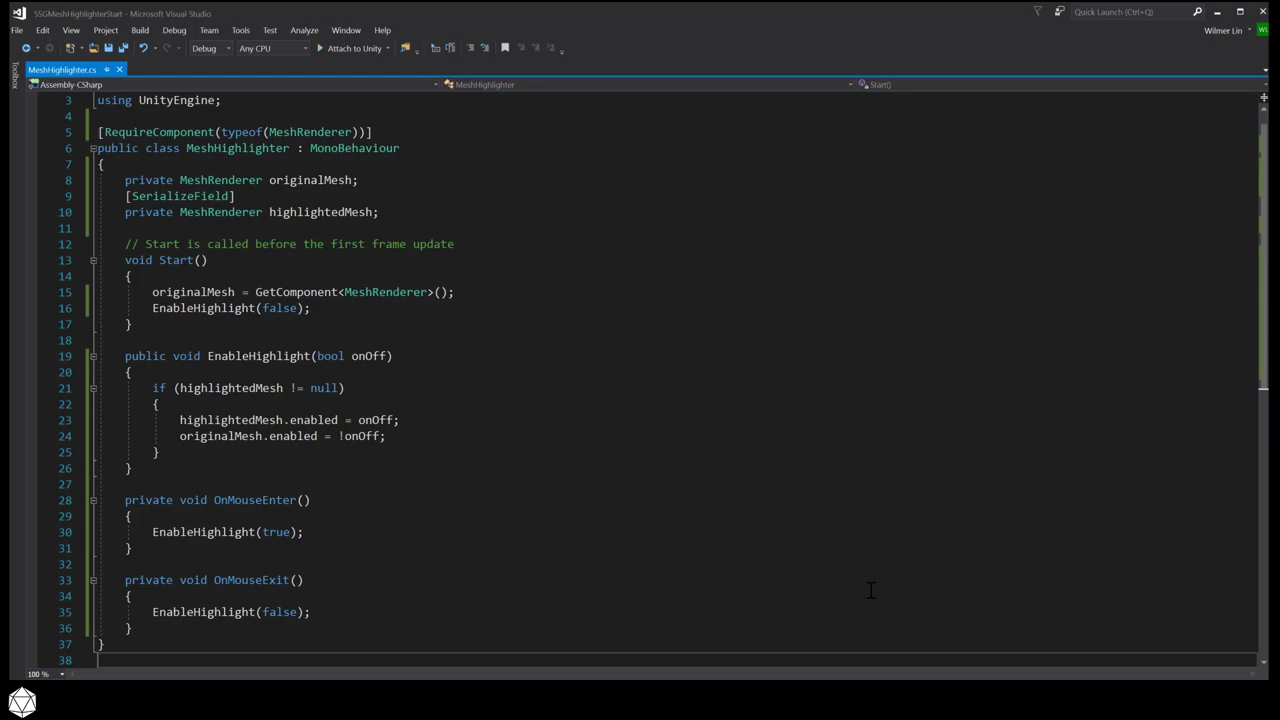 SSGMeshHighlighterStart - Microsoft Visual Studio
Quick Launch (Ctrl+Q)
File Edit View Project Build Debug Team Tools Test Analyze Window Help
Wilmer Lin
WL
Debug Any CPU Attach to Unity
Toolbox
MeshHighlighter.cs
Assembly-CSharp MeshHighlighter Start()
3 using UnityEngine;
4
5 [RequireComponent(typeof(MeshRenderer))]
6 public class MeshHighlighter : MonoBehaviour
7 {
8 private MeshRenderer originalMesh;
9 [SerializeField]
10 private MeshRenderer highlightedMesh;
11
12 // Start is called before the first frame update
13 void Start()
14 {
15 originalMesh = GetComponent<MeshRenderer>();
16 EnableHighlight(false);
17 }
18
19 public void EnableHighlight(bool onOff)
20 {
21 if (highlightedMesh != null)
22 {
23 highlightedMesh.enabled = onOff;
24 originalMesh.enabled = !onOff;
25 }
26 }
27
28 private void OnMouseEnter()
29 {
30 EnableHighlight(true);
31 }
32
33 private void OnMouseExit()
34 {
35 EnableHighlight(false);
36 }
37 }
38
100 %